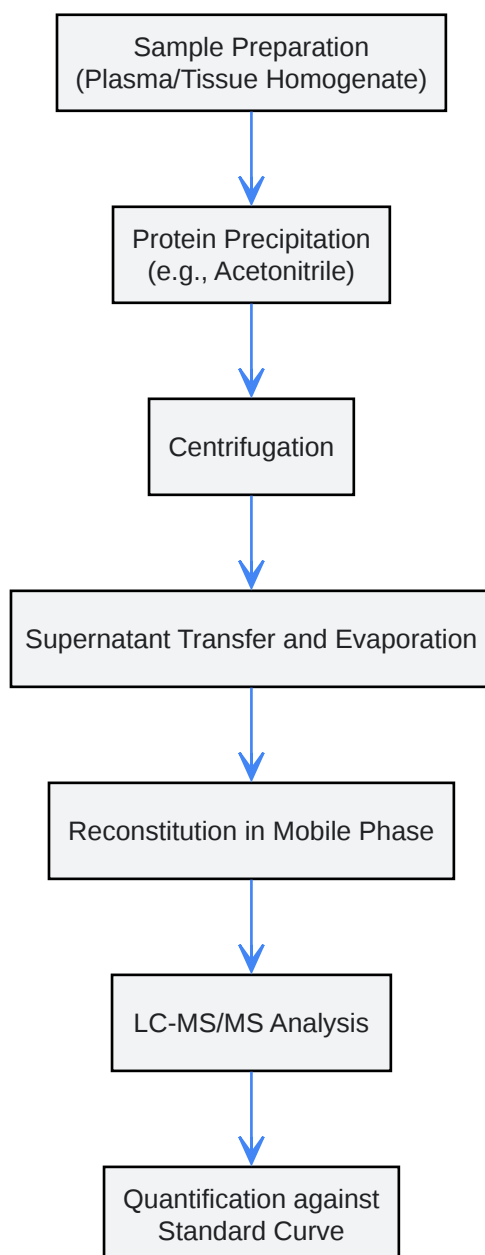 Sample Preparation
(Plasma/Tissue Homogenate)
Protein Precipitation
(e.g., Acetonitrile)
Centrifugation
Supernatant Transfer and Evaporation
Reconstitution in Mobile Phase
LC-MS/MS Analysis
Quantification against
Standard Curve